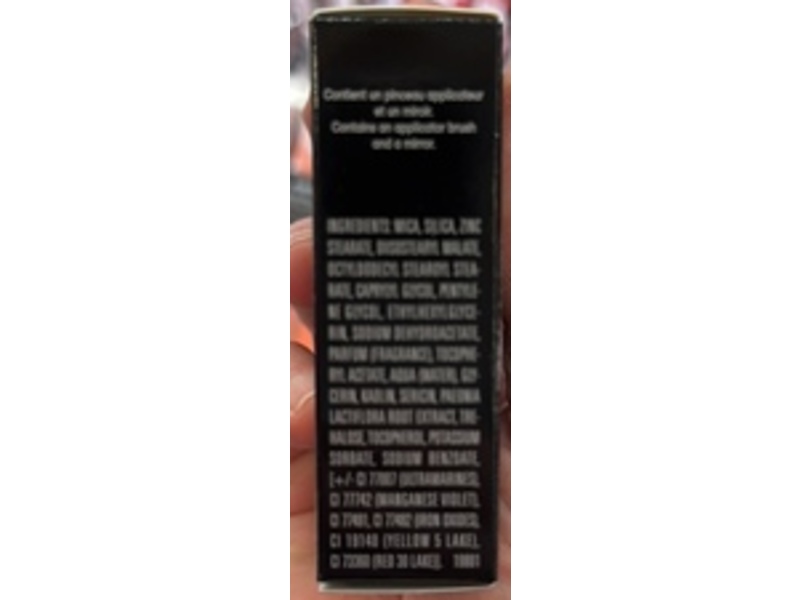 Contient un pinceau applicateur
et un miroir.
Contains an applicator brush
and a mirror.
INGREDIENTS: MICA, SILICA, ZINC
STEARATE, DIISOSTEARYL MALATE,
OCTYLDODECYL STEAROYL STEA-
RATE, CAPRYLYL GLYCOL, PENTYLE-
NE GLYCOL, ETHYLHEXYLGLYCE-
RIN, SODIUM DEHYDROACETATE,
PARFUM (FRAGRANCE), TOCOPHE-
RYL ACETATE, AQUA (WATER), GLY-
CERIN, KAOLIN, SERICIN, PAEONIA
LACTIFLORA ROOT EXTRACT, TRE-
HALOSE, TOCOPHEROL, POTASSIUM
SORBATE, SODIUM BENZOATE,
[+/- CI 77007 (ULTRAMARINES),
CI 77742 (MANGANESE VIOLET),
CI 77491, CI 77492 (IRON OXIDES),
CI 19140 (YELLOW 5 LAKE),
CI 73360 (RED 30 LAKE)].